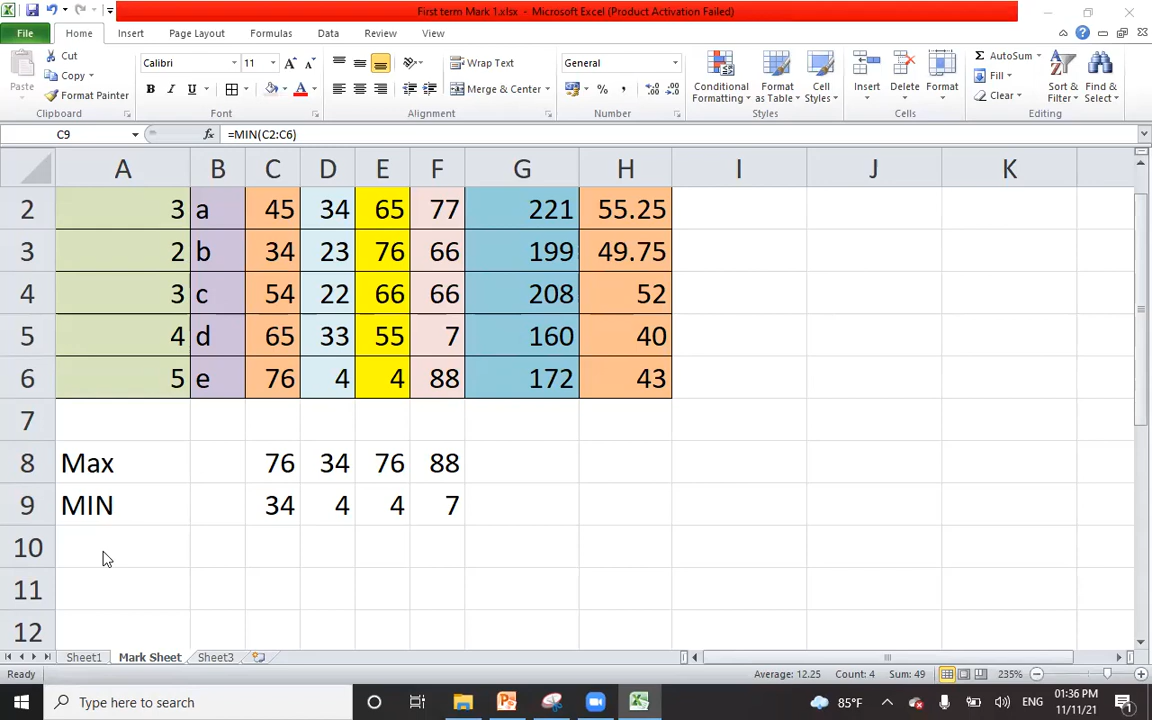 First term Mark 1.xlsx - Microsoft Excel (Product Activation Failed)
File Home Insert Page Layout Formulas Data Review View
Paste
Cut
Copy
Format Painter
Clipboard
Calibri 11
B I U A
Font
Wrap Text
Merge & Center
Alignment
General
%
Number
Conditional Formatting
Format as Table
Cell Styles
Styles
Insert Delete Format
Cells
AutoSum
Fill
Clear
Sort & Filter
Find & Select
Editing
C9 fx =MIN(C2:C6)
A B C D E F G H I J K
2 3 a 45 34 65 77 221 55.25
3 2 b 34 23 76 66 199 49.75
4 3 c 54 22 66 66 208 52
5 4 d 65 33 55 7 160 40
6 5 e 76 4 4 88 172 43
7
8 Max 76 34 76 88
9 MIN 34 4 4 7
10
11
12
Sheet1 Mark Sheet Sheet3
Ready Average: 12.25 Count: 4 Sum: 49 235%
Type here to search 85°F ENG 01:36 PM
11/11/21 1